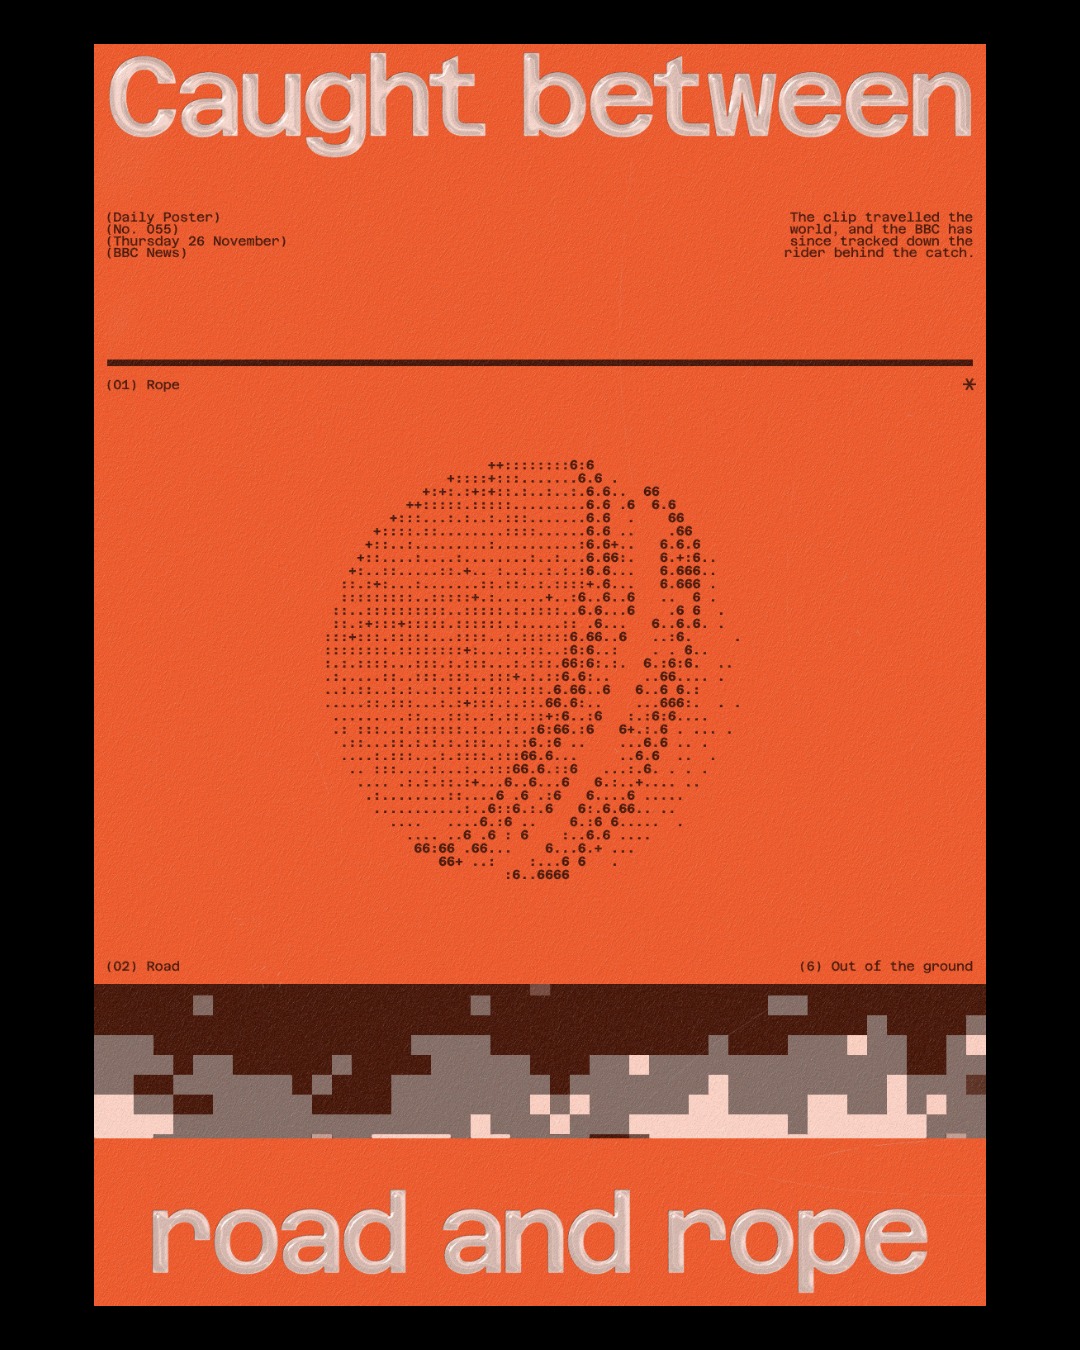 Caught between
(Daily Poster)
(No. 055)
(Thursday 26 November)
(BBC News)
The clip travelled the
world, and the BBC has
since tracked down the
rider behind the catch.
(01) Rope
*
(02) Road
(6) Out of the ground
road and rope